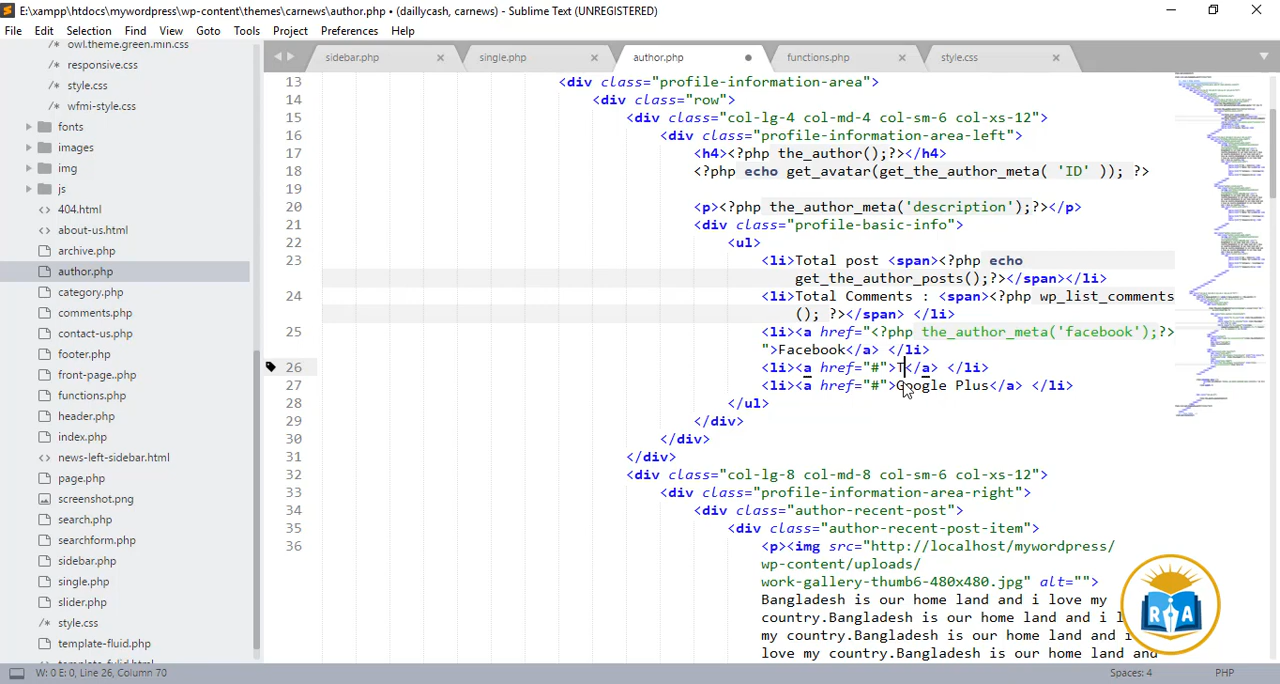 E:\xampp\htdocs\mywordpress\wp-content\themes\carnews\author.php • (daillycash, carnews) - Sublime Text (UNREGISTERED)
File Edit Selection Find View Goto Tools Project Preferences Help
sidebar.php single.php author.php functions.php style.css
/* owl.theme.green.min.css
/* responsive.css
/* style.css
/* wfmi-style.css
fonts
images
img
js
<> 404.html
<> about-us.html
archive.php
author.php
category.php
comments.php
contact-us.php
footer.php
front-page..php
functions.php
header.php
index.php
<> news-left-sidebar.html
page.php
screenshot.png
search.php
searchform.php
sidebar.php
single.php
slider.php
/* style.css
template-fluid.php
13 <div class="profile-information-area">
14 <div class="row">
15 <div class="col-lg-4 col-md-4 col-sm-6 col-xs-12">
16 <div class="profile-information-area-left">
17 <h4><?php the_author();?></h4>
18 <?php echo get_avatar(get_the_author_meta( 'ID' )); ?>
19
20 <p><?php the_author_meta('description');?></p>
21 <div class="profile-basic-info">
22 <ul>
23 <li>Total post <span><?php echo
get_the_author_posts();?></span></li>
24 <li>Total Comments : <span><?php wp_list_comments
(); ?></span> </li>
25 <li><a href="<?php the_author_meta('facebook');?>
">Facebook</a> </li>
26 <li><a href="#">T</a> </li>
27 <li><a href="#">Google Plus</a> </li>
28 </ul>
29 </div>
30 </div>
31 </div>
32 <div class="col-lg-8 col-md-8 col-sm-6 col-xs-12">
33 <div class="profile-information-area-right">
34 <div class="author-recent-post">
35 <div class="author-recent-post-item">
36 <p><img src="http://localhost/mywordpress/
wp-content/uploads/
work-gallery-thumb6-480x480.jpg" alt="">
Bangladesh is our home land and i love my
country.Bangladesh is our home land and i l
my country.Bangladesh is our home land and i
love my country.Bangladesh is our home land and
R A
W: 0 E: 0, Line 26, Column 70
Spaces: 4
PHP